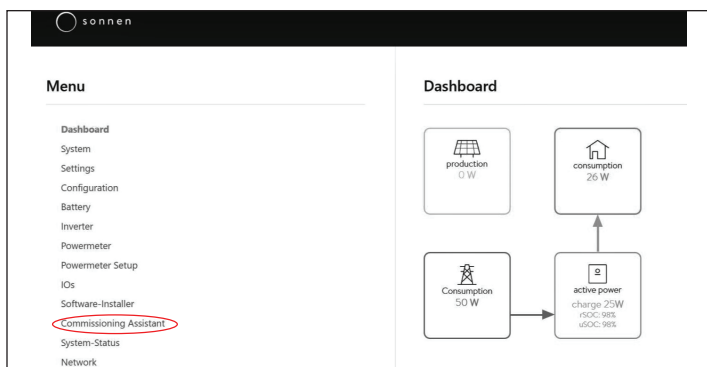 sonnen
Menu
Dashboard
System
Settings
Configuration
Battery
Inverter
Powermeter
Powermeter Setup
IOs
Software-Installer
Commissioning Assistant
System-Status
Network
Dashboard
production
0 W
consumption
26 W
Consumption
50 W
active power
charge 25W
rSOC: 98%
uSOC: 98%